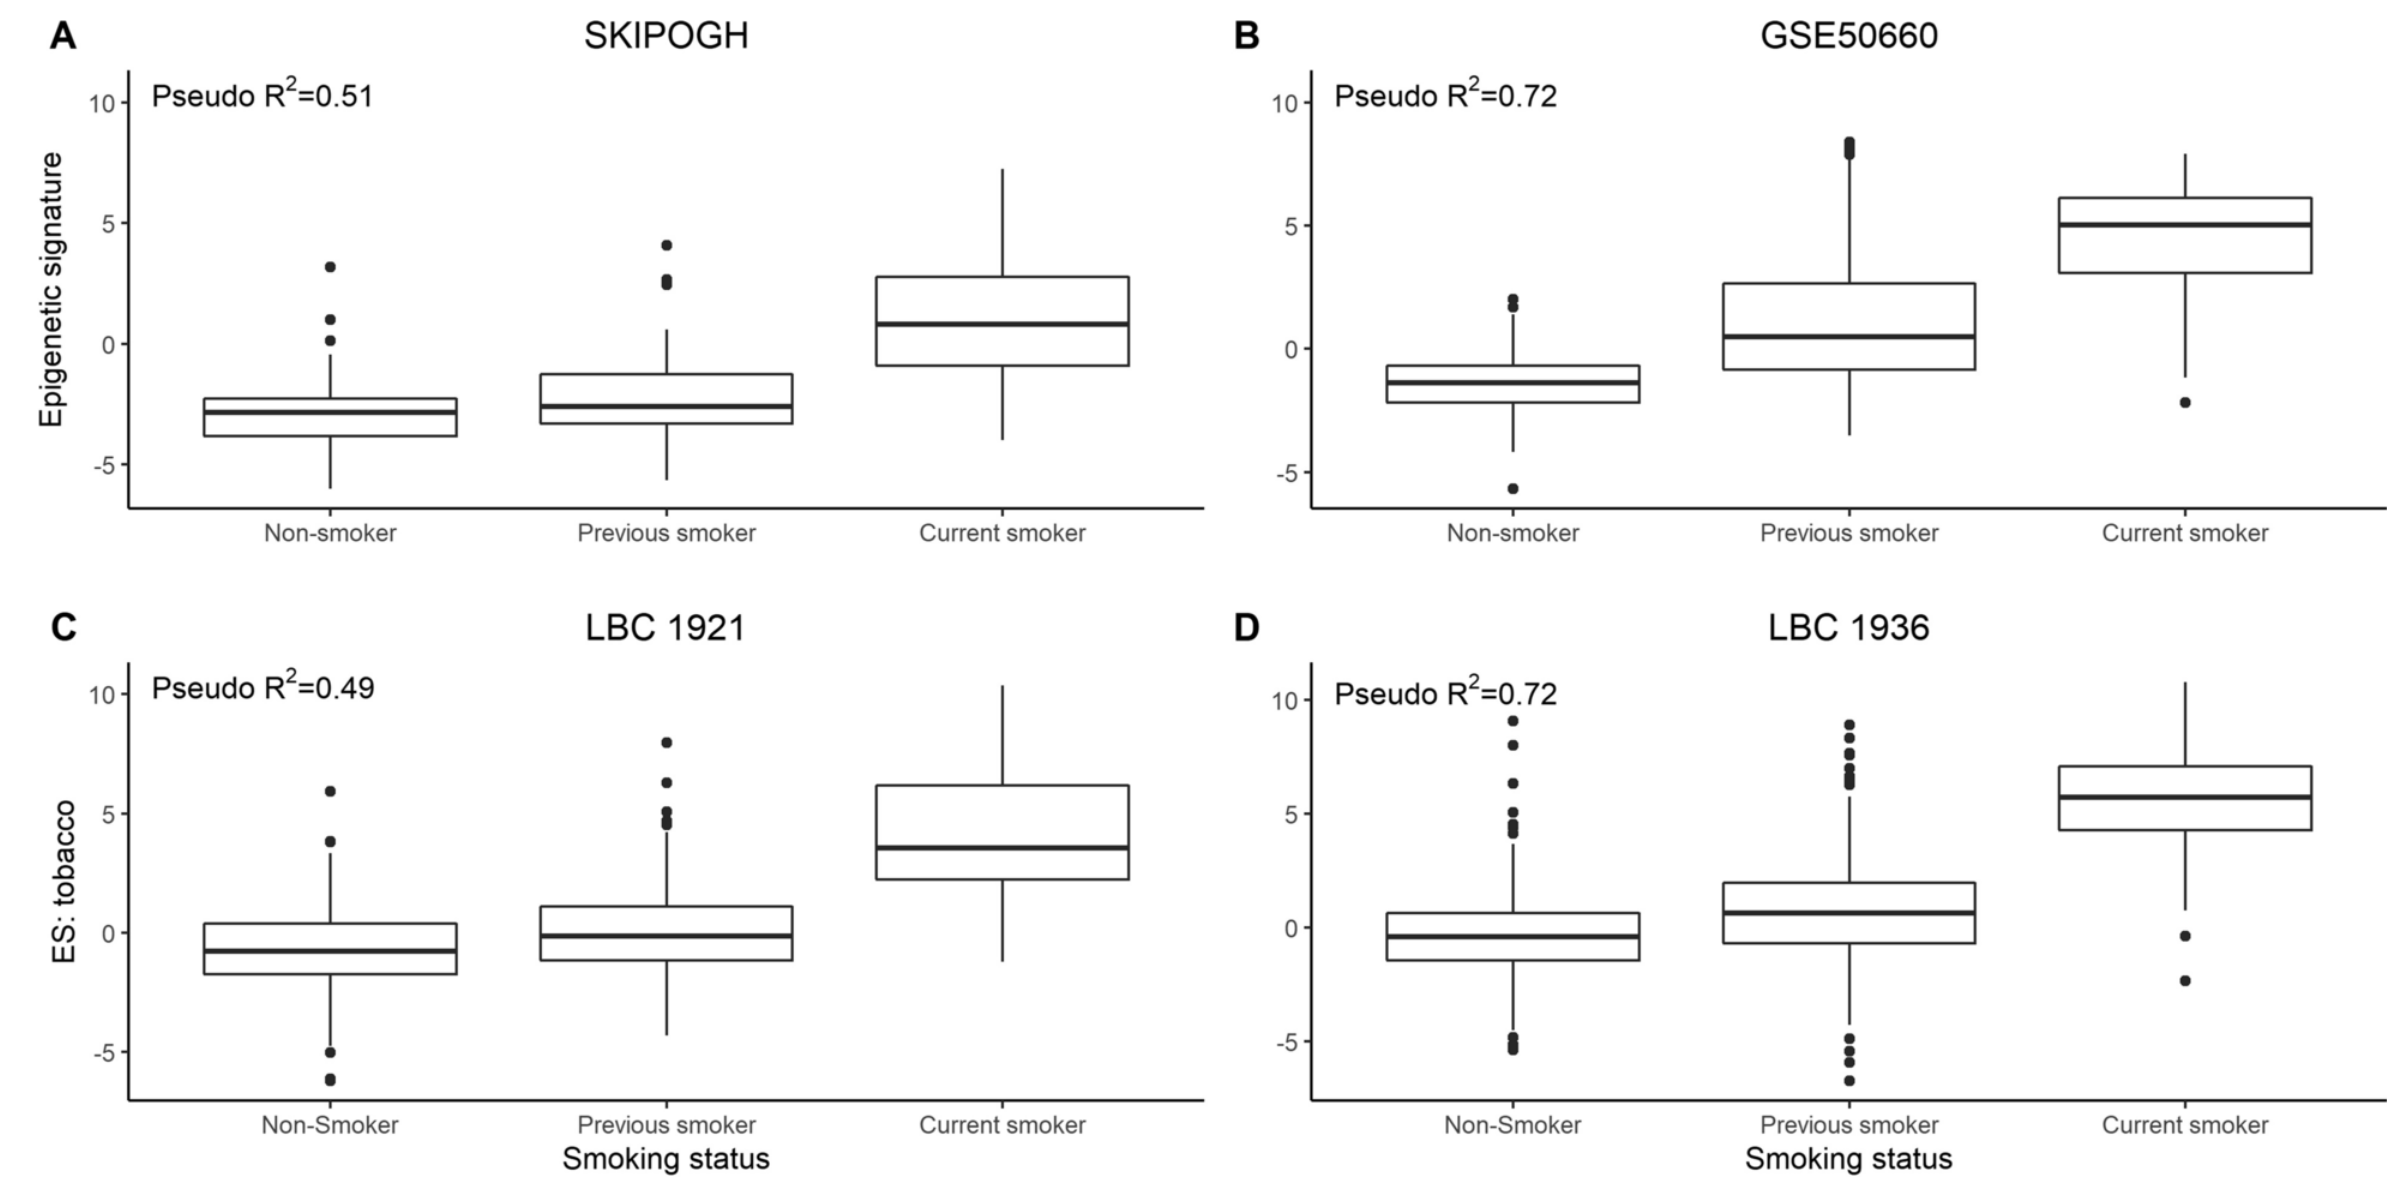 A
SKIPOGH
Pseudo R²=0.51
Epigenetic signature
10
5
0
-5
Non-smoker
Previous smoker
Current smoker
B
GSE50660
Pseudo R²=0.72
10
5
0
-5
Non-smoker
Previous smoker
Current smoker
C
LBC 1921
Pseudo R²=0.49
ES: tobacco
10
5
0
-5
Non-Smoker
Previous smoker
Current smoker
Smoking status
D
LBC 1936
Pseudo R²=0.72
10
5
0
-5
Non-Smoker
Previous smoker
Current smoker
Smoking status